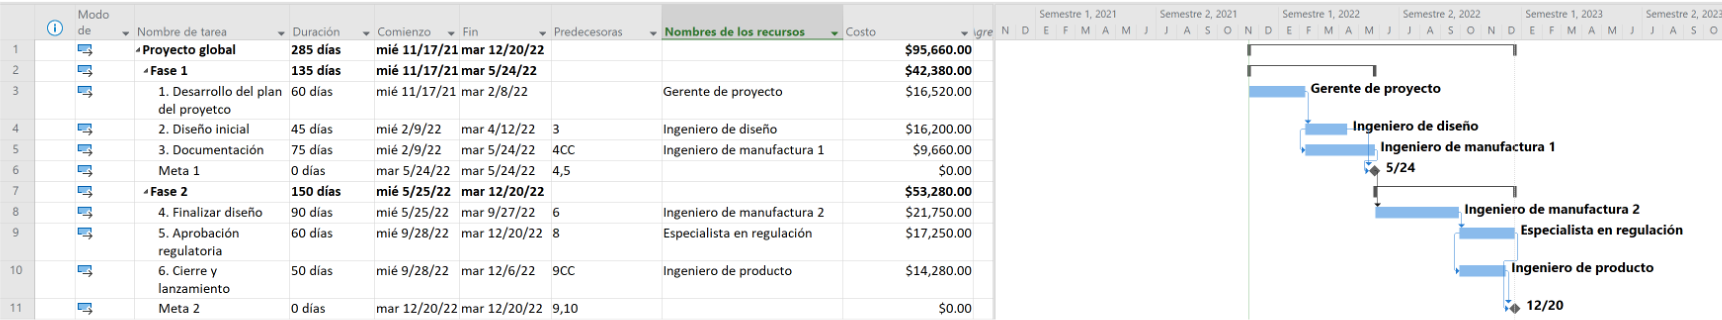 Modo de
Nombre de tarea Duración Comienzo Fin Predecesoras Nombres de los recursos Costo
Semestre 1, 2021 Semestre 2, 2021 Semestre 1, 2022 Semestre 2, 2022 Semestre 1, 2023 Semestre 2, 2023
N D E F M A M J J A S O N D E F M A M J J A S O N D E F M A M J J A S O N D
1 Proyecto global 285 días mié 11/17/21 mar 12/20/22 $95,660.00
2 Fase 1 135 días mié 11/17/21 mar 5/24/22 $42,380.00
3 1. Desarrollo del plan 60 días mié 11/17/21 mar 2/8/22 Gerente de proyecto $16,520.00 Gerente de proyecto
del proyetco
4 2. Diseño inicial 45 días mié 2/9/22 mar 4/12/22 3 Ingeniero de diseño $16,200.00 Ingeniero de diseño
5 3. Documentación 75 días mié 2/9/22 mar 5/24/22 4CC Ingeniero de manufactura 1 $9,660.00 Ingeniero de manufactura 1
6 Meta 1 0 días mar 5/24/22 mar 5/24/22 4,5 $0.00 5/24
7 Fase 2 150 días mié 5/25/22 mar 12/20/22 $53,280.00
8 4. Finalizar diseño 90 días mié 5/25/22 mar 9/27/22 6 Ingeniero de manufactura 2 $21,750.00 Ingeniero de manufactura 2
9 5. Aprobación 60 días mié 9/28/22 mar 12/20/22 8 Especialista en regulación $17,250.00 Especialista en regulación
regulatoria
10 6. Cierre y 50 días mié 9/28/22 mar 12/6/22 9CC Ingeniero de producto $14,280.00 Ingeniero de producto
lanzamiento
11 Meta 2 0 días mar 12/20/22 mar 12/20/22 9,10 $0.00 12/20